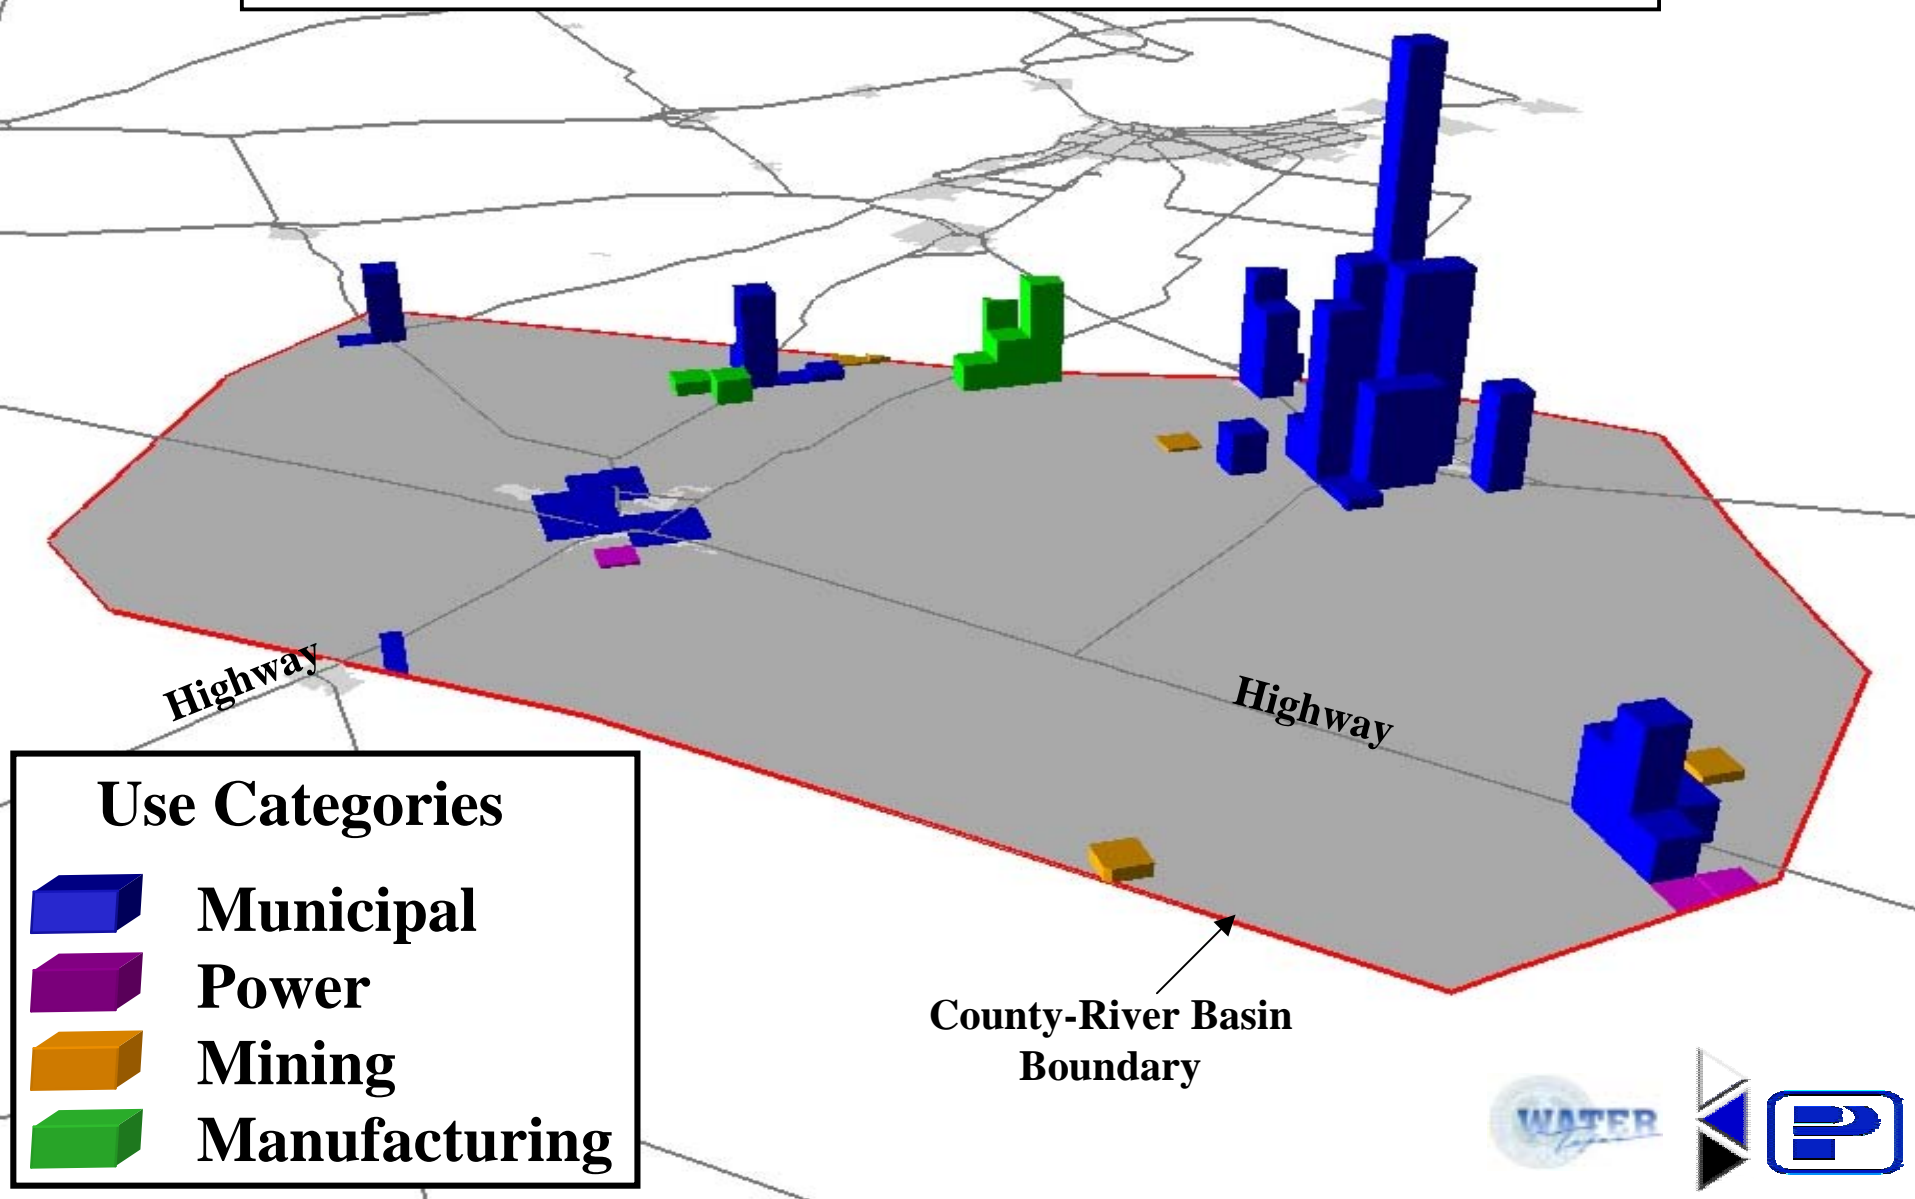 Highway
Highway
Use Categories
Municipal
Power
Mining
Manufacturing
County-River Basin
Boundary
WATER